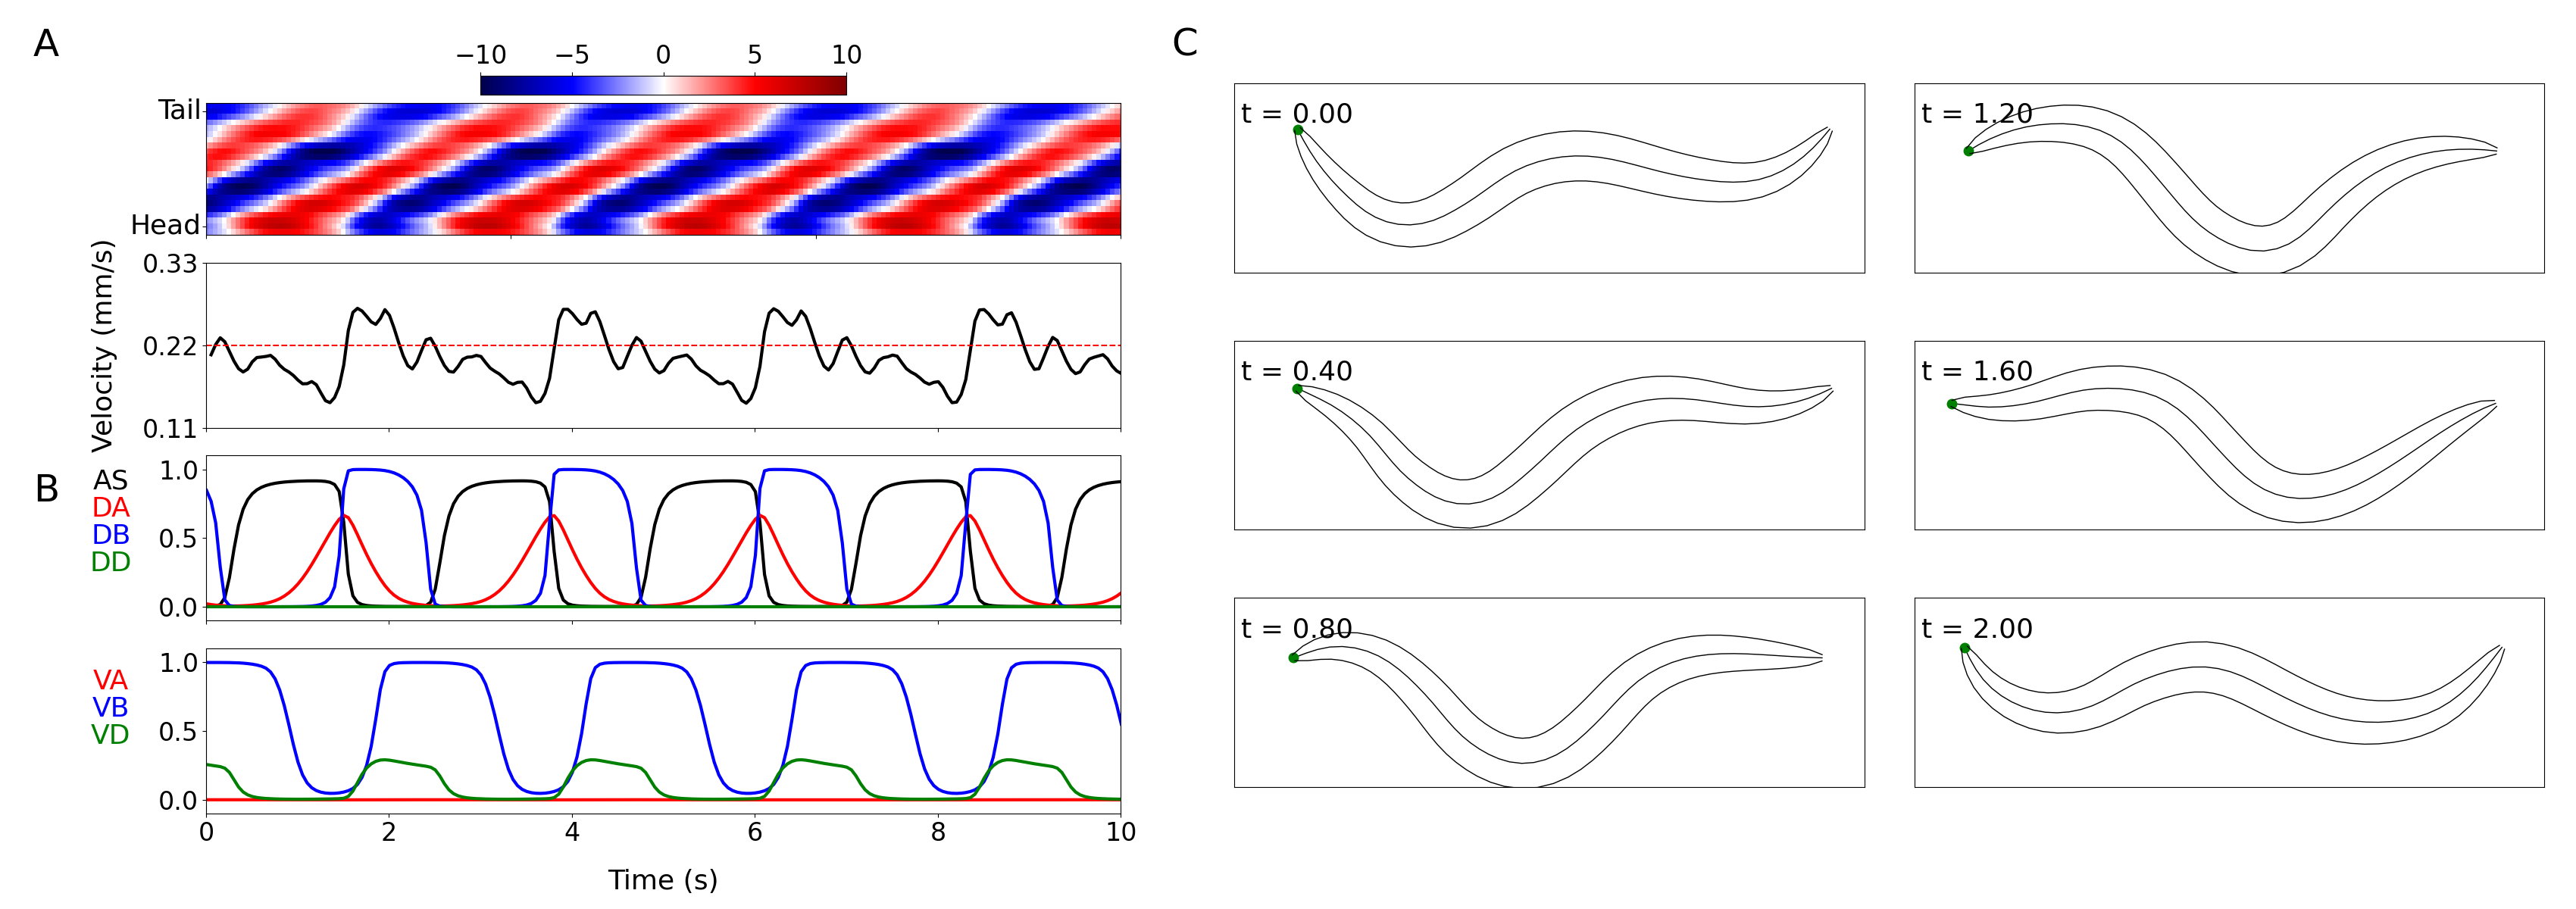 A
−10 −5 0 5 10
Tail
Head
Velocity (mm/s)
0.33
0.22
0.11
B
AS
DA
DB
DD
1.0
0.5
0.0
VA
VB
VD
1.0
0.5
0.0
0 2 4 6 8 10
Time (s)
C
t = 0.00
t = 1.20
t = 0.40
t = 1.60
t = 0.80
t = 2.00